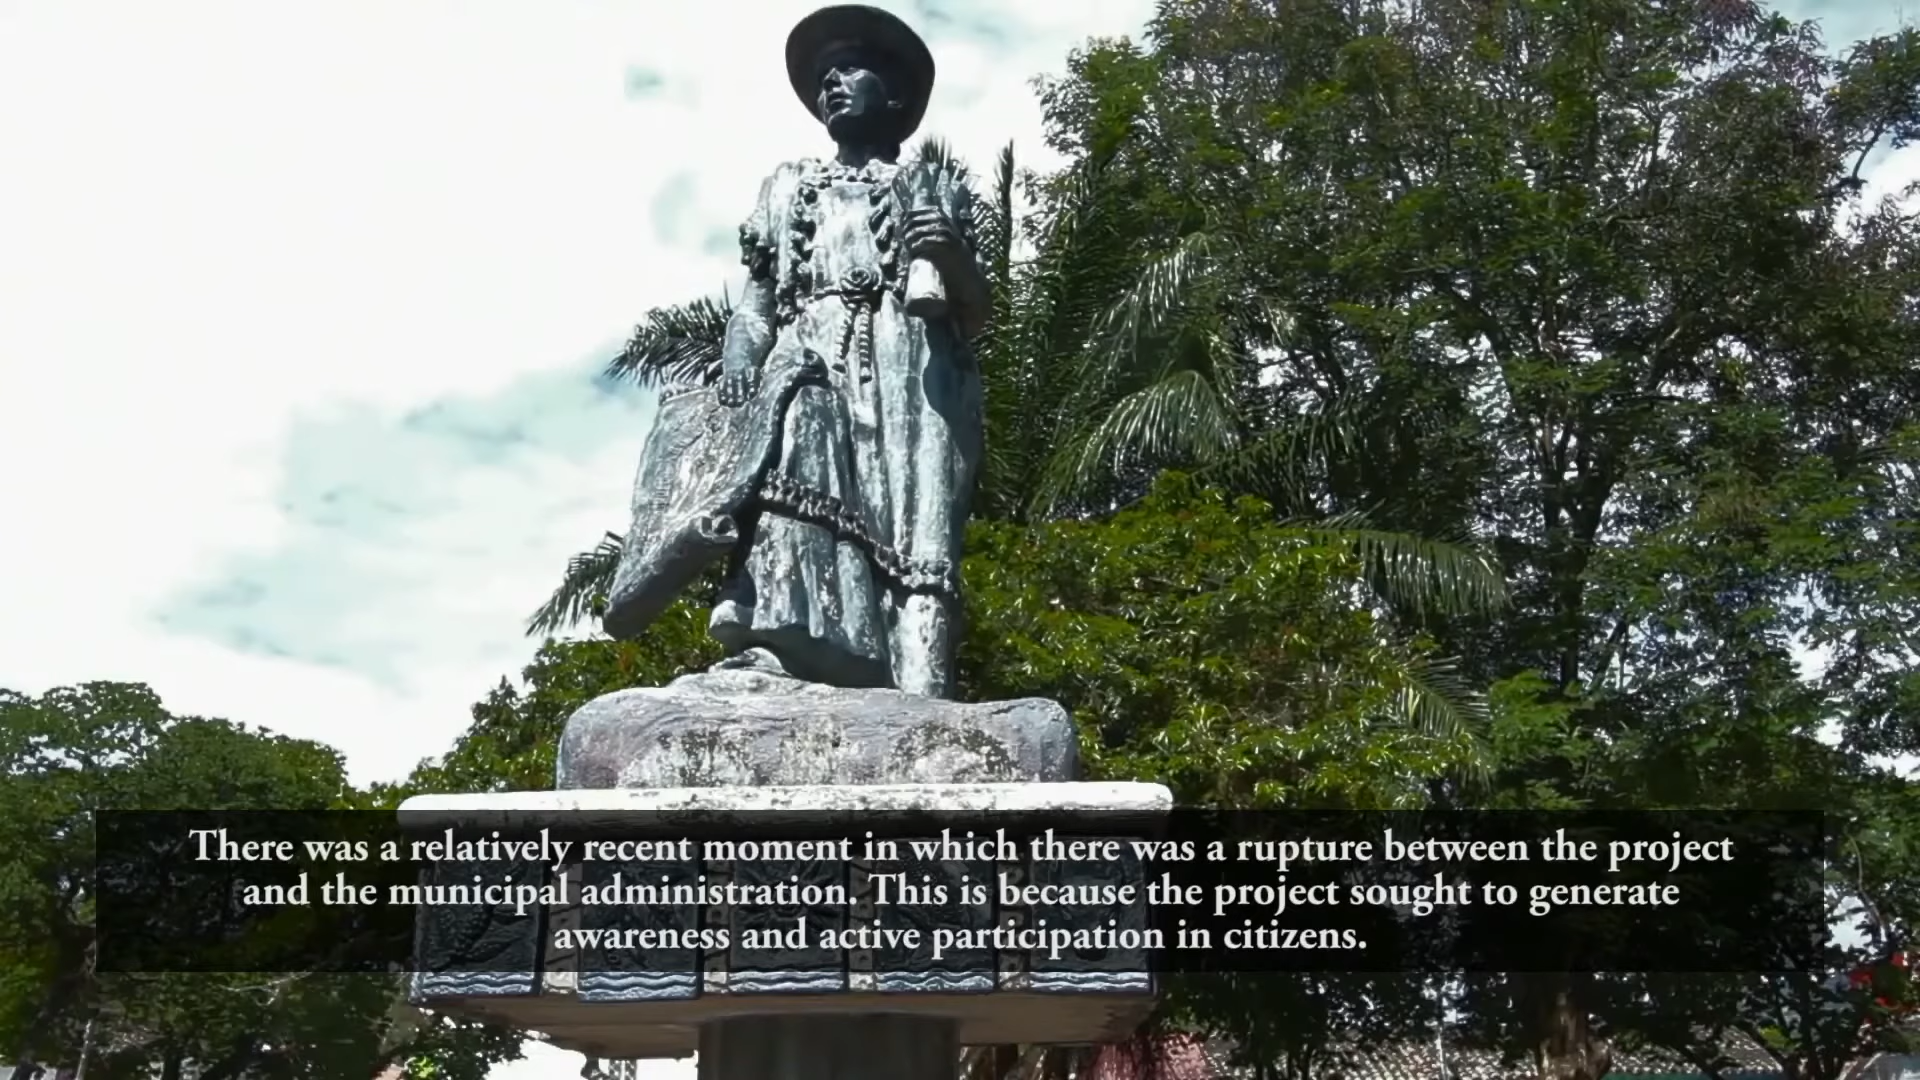 There was a relatively recent moment in which there was a rupture between the project
and the municipal administration. This is because the project sought to generate
awareness and active participation in citizens.